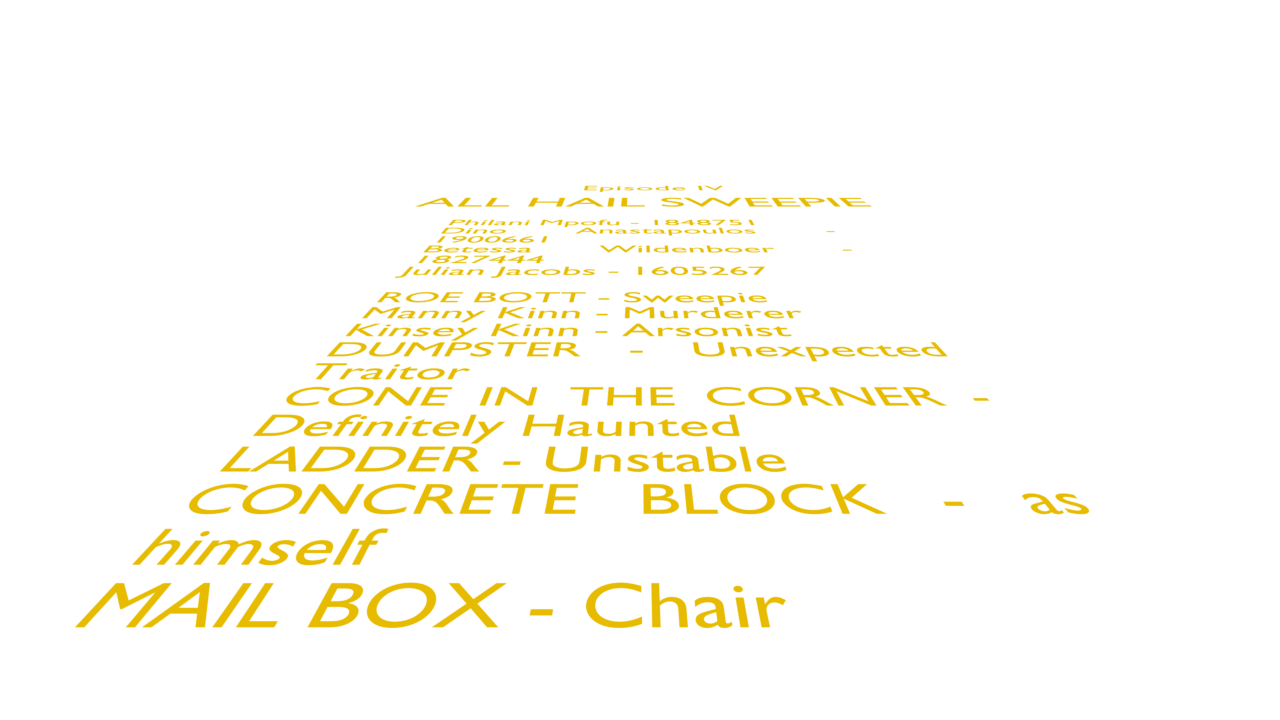 Episode IV
ALL HAIL SWEEPIE
Philani Mpofu - 1848751
Dino Anastapoulos -
1900661
Betessa Wildenboer -
1827444
Julian Jacobs - 1605267
ROE BOTT - Sweepie
Manny Kinn - Murderer
Kinsey Kinn - Arsonist
DUMPSTER - Unexpected
Traitor
CONE IN THE CORNER -
Definitely Haunted
LADDER - Unstable
CONCRETE BLOCK - as
himself
MAIL BOX - Chair